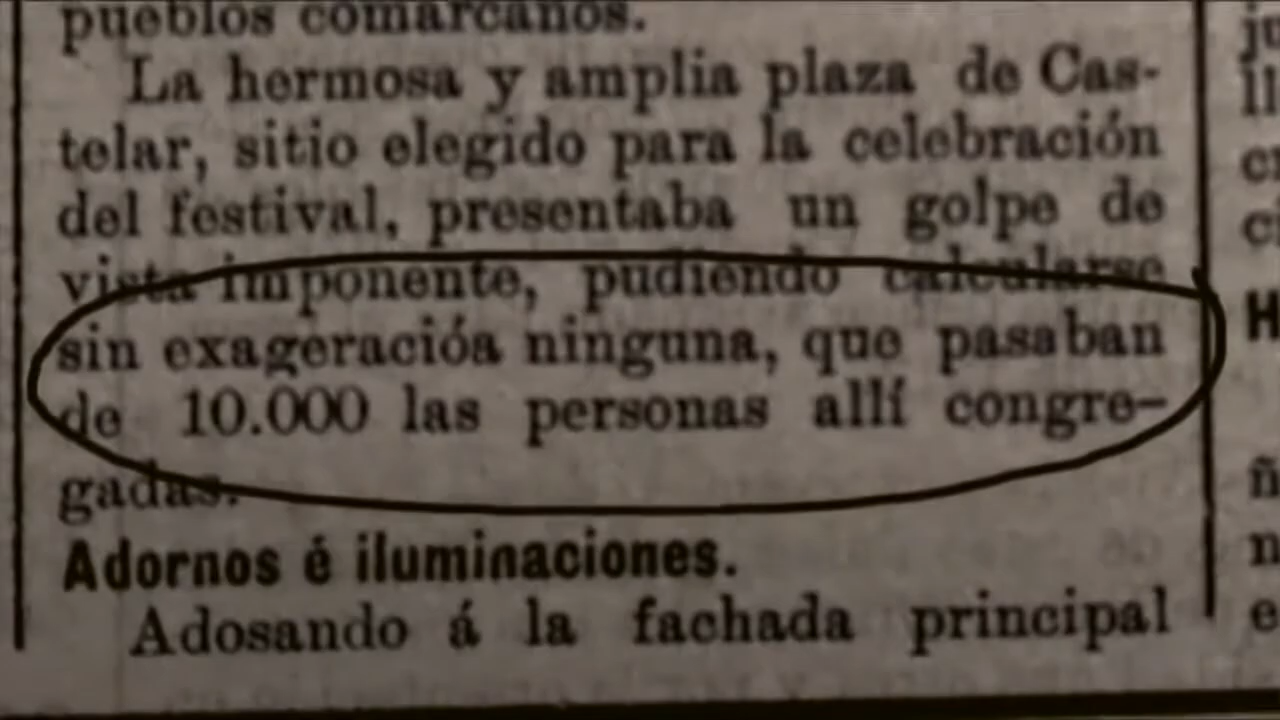 pueblos comarcanos.
La hermosa y amplia plaza de Cas-
telar, sitio elegido para la celebración
del festival, presentaba un golpe de
vista imponente, pudiendo calcularse
sin exageracióa ninguna, que pasaban
de 10.000 las personas allí congre-
gadas.
Adornos é iluminaciones.
Adosando á la fachada principal